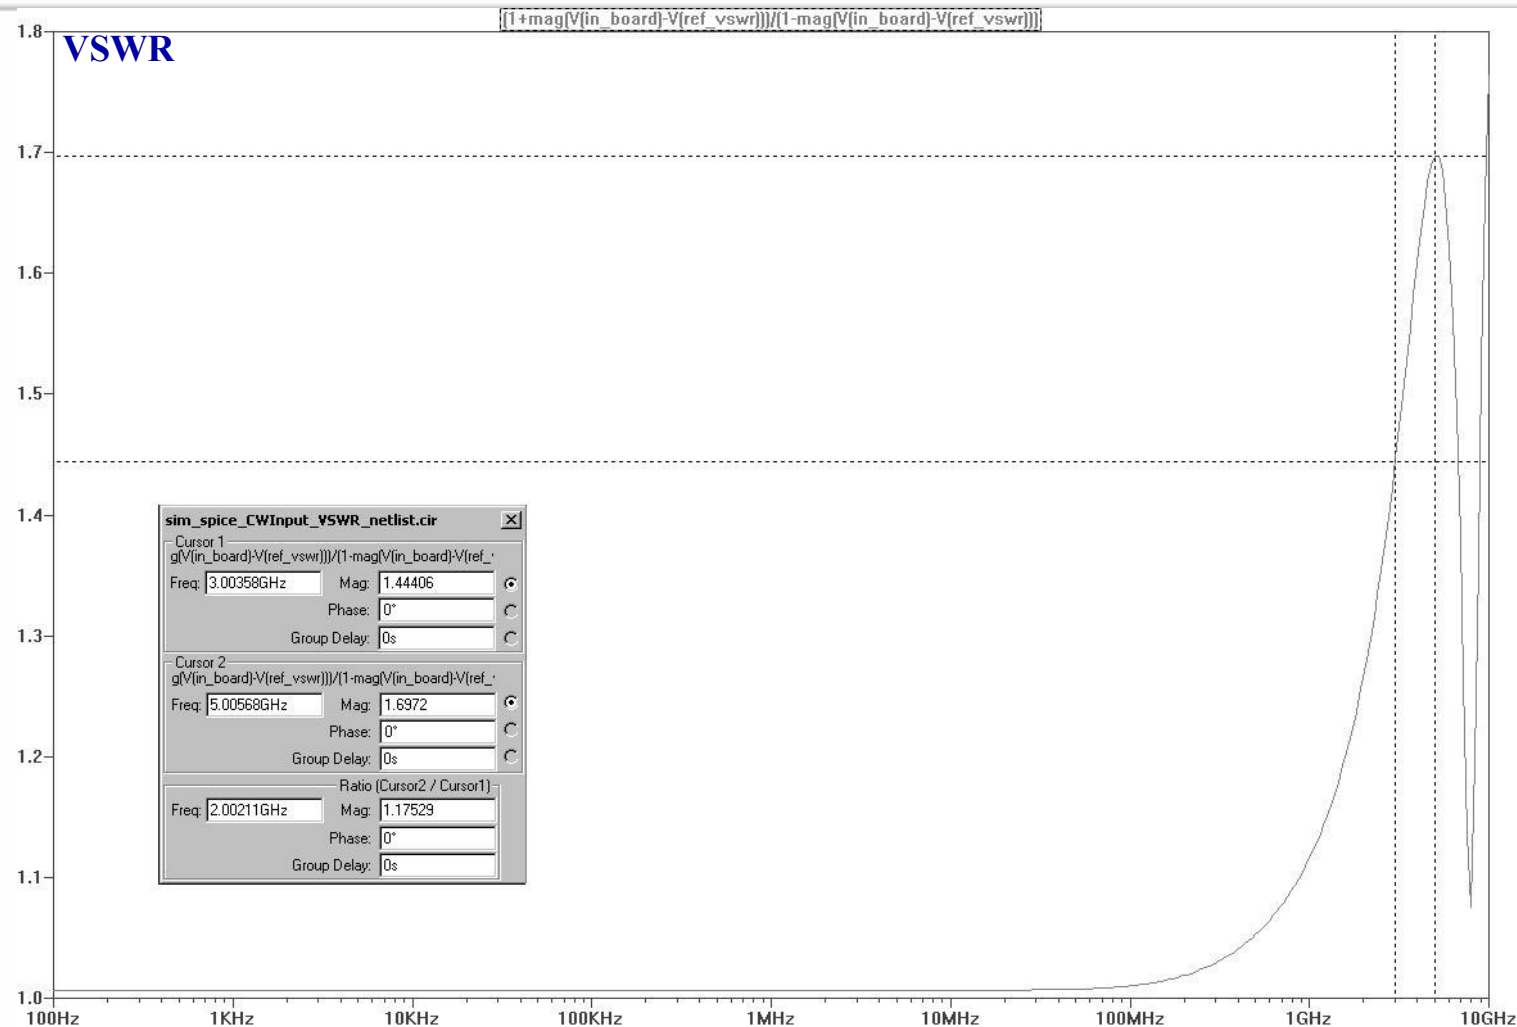 (1+mag(V(in_board)-V(ref_vswr)))/(1-mag(V(in_board)-V(ref_vswr)))
VSWR
1.8
1.7
1.6
1.5
1.4
1.3
1.2
1.1
1.0
sim_spice_CWInput_VSWR_netlist.cir
Cursor 1
g(V(in_board)-V(ref_vswr)))/(1-mag(V(in_board)-V(ref_
Freq: 3.00358GHz Mag: 1.44406
Phase: 0°
Group Delay: 0s
Cursor 2
g(V(in_board)-V(ref_vswr)))/(1-mag(V(in_board)-V(ref_
Freq: 5.00568GHz Mag: 1.6972
Phase: 0°
Group Delay: 0s
Ratio (Cursor2 / Cursor1)
Freq: 2.00211GHz Mag: 1.17529
Phase: 0°
Group Delay: 0s
100Hz 1KHz 10KHz 100KHz 1MHz 10MHz 100MHz 1GHz 10GHz